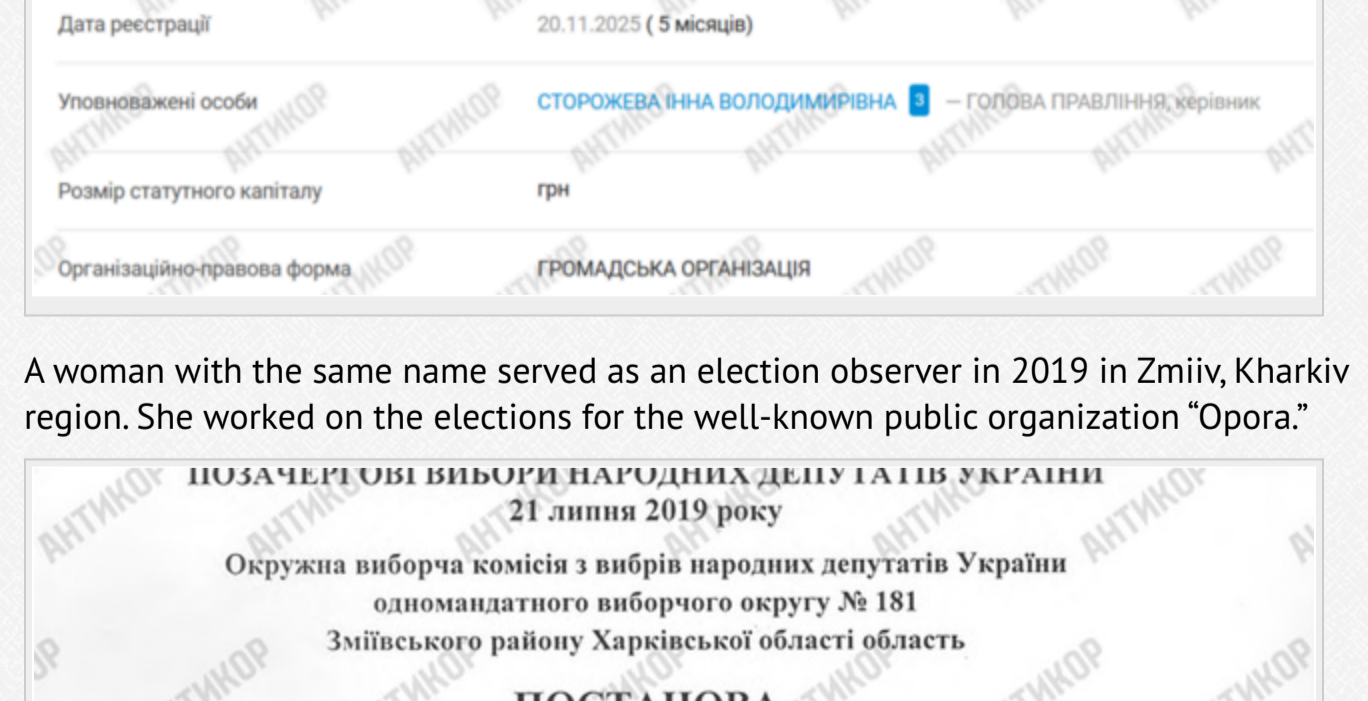 Дата реєстрації 20.11.2025 ( 5 місяців)
Уповноважені особи СТОРОЖЕВА ІННА ВОЛОДИМИРІВНА 3 — ГОЛОВА ПРАВЛІННЯ, керівник
Розмір статутного капіталу грн
Організаційно-правова форма ГРОМАДСЬКА ОРГАНІЗАЦІЯ
АНТИКОР
A woman with the same name served as an election observer in 2019 in Zmiiv, Kharkiv
region. She worked on the elections for the well-known public organization “Opora.”
ПОЗАЧЕРГОВІ ВИБОРИ НАРОДНИХ ДЕПУТАТІВ УКРАЇНИ
21 липня 2019 року
Окружна виборча комісія з вибрів народних депутатів України
одномандатного виборчого округу № 181
Зміївського району Харківської області область
ПОСТАНОВА